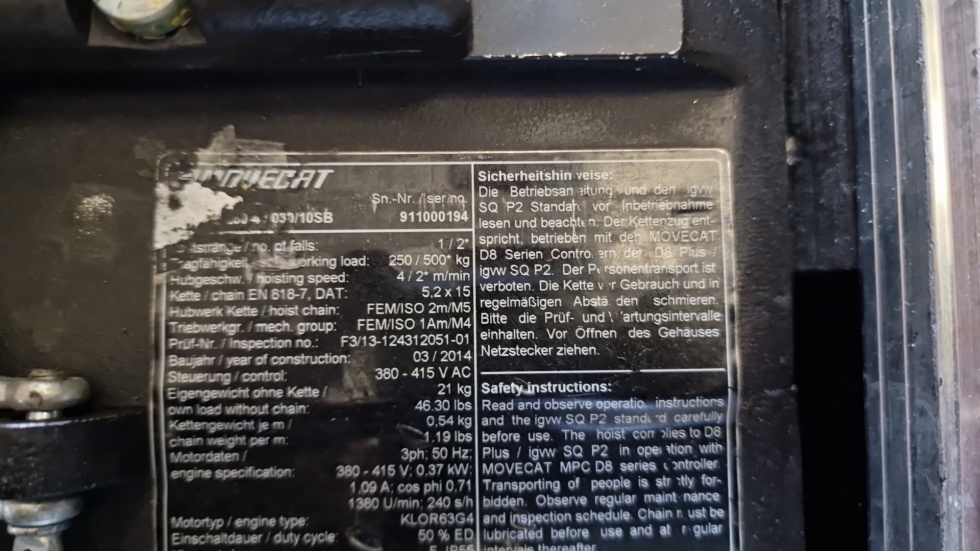 MOVECAT
Sn.-Nr. / ser.no.
030/10SB 911000194
no. of falls: 1 / 2*
working load: 250 / 500* kg
Hubgeschw. / hoisting speed: 4 / 2* m/min
Kette / chain EN 818-7, DAT: 5,2 x 15
Hubwerk Kette / hoist chain: FEM/ISO 2m/M5
Triebwerkgr. / mech. group: FEM/ISO 1Am/M4
Prüf-Nr. / Inspection no.: F3/13-124312051-01
Baujahr / year of construction: 03 / 2014
Steuerung / control: 380 - 415 V AC
Eigengewicht ohne Kette / 21 kg
own load without chain: 46.30 lbs
Kettengewicht je m / 0,54 kg
chain weight per m: 1.19 lbs
Motordaten / 3ph; 50 Hz;
engine specification: 380 - 415 V; 0,37 kW;
1.09 A; cos phi 0,71
1380 U/min; 240 s/h
Motortyp / engine type: KLOR63G4
Einschaltdauer / duty cycle: 50 % ED
IP55
Sicherheitshinweise:
Die Betriebsanleitung und den igvw
SQ P2 Standard vor Inbetriebnahme
lesen und beachten. Der Kettenzug ent-
spricht, betrieben mit den MOVECAT
D8 Serien Controllern der D8 Plus /
igvw SQ P2. Der Personentransport ist
verboten. Die Kette vor Gebrauch und in
regelmäßigen Abständen schmieren.
Bitte die Prüf- und Wartungsintervalle
einhalten. Vor Öffnen des Gehäuses
Netzstecker ziehen.
Safety instructions:
Read and observe operation instructions
and the igvw SQ P2 standard carefully
before use. The hoist complies to D8
Plus / igvw SQ P2 in operation with
MOVECAT MPC D8 series controller.
Transporting of people is strictly for-
bidden. Observe regular maintenance
and inspection schedule. Chain must be
lubricated before use and at regular
intervals thereafter.